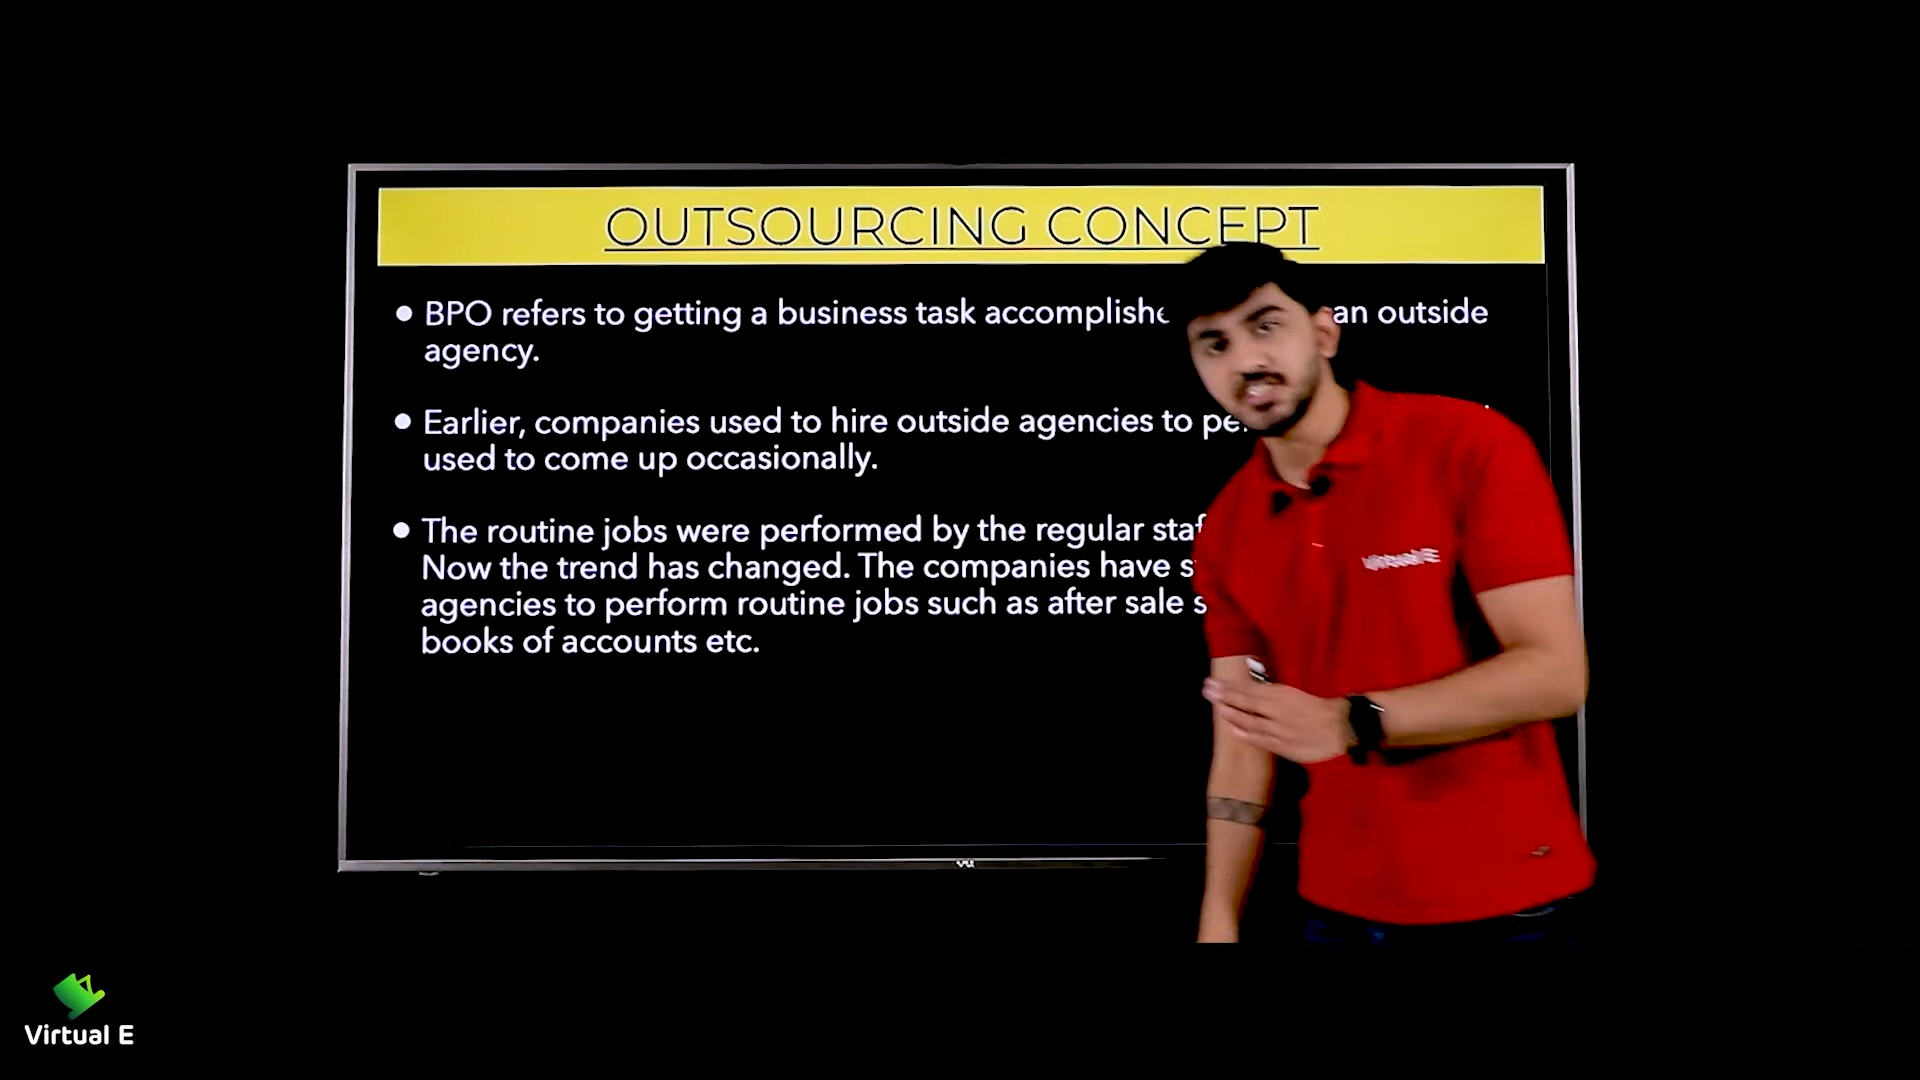 OUTSOURCING CONCEPT
BPO refers to getting a business task accomplishe an outside
agency.
Earlier, companies used to hire outside agencies to
used to come up occasionally.
The routine jobs were performed by the regular
Now the trend has changed. The companies have
agencies to perform routine jobs such as after sale
books of accounts etc.
Virtual E
Virtual E